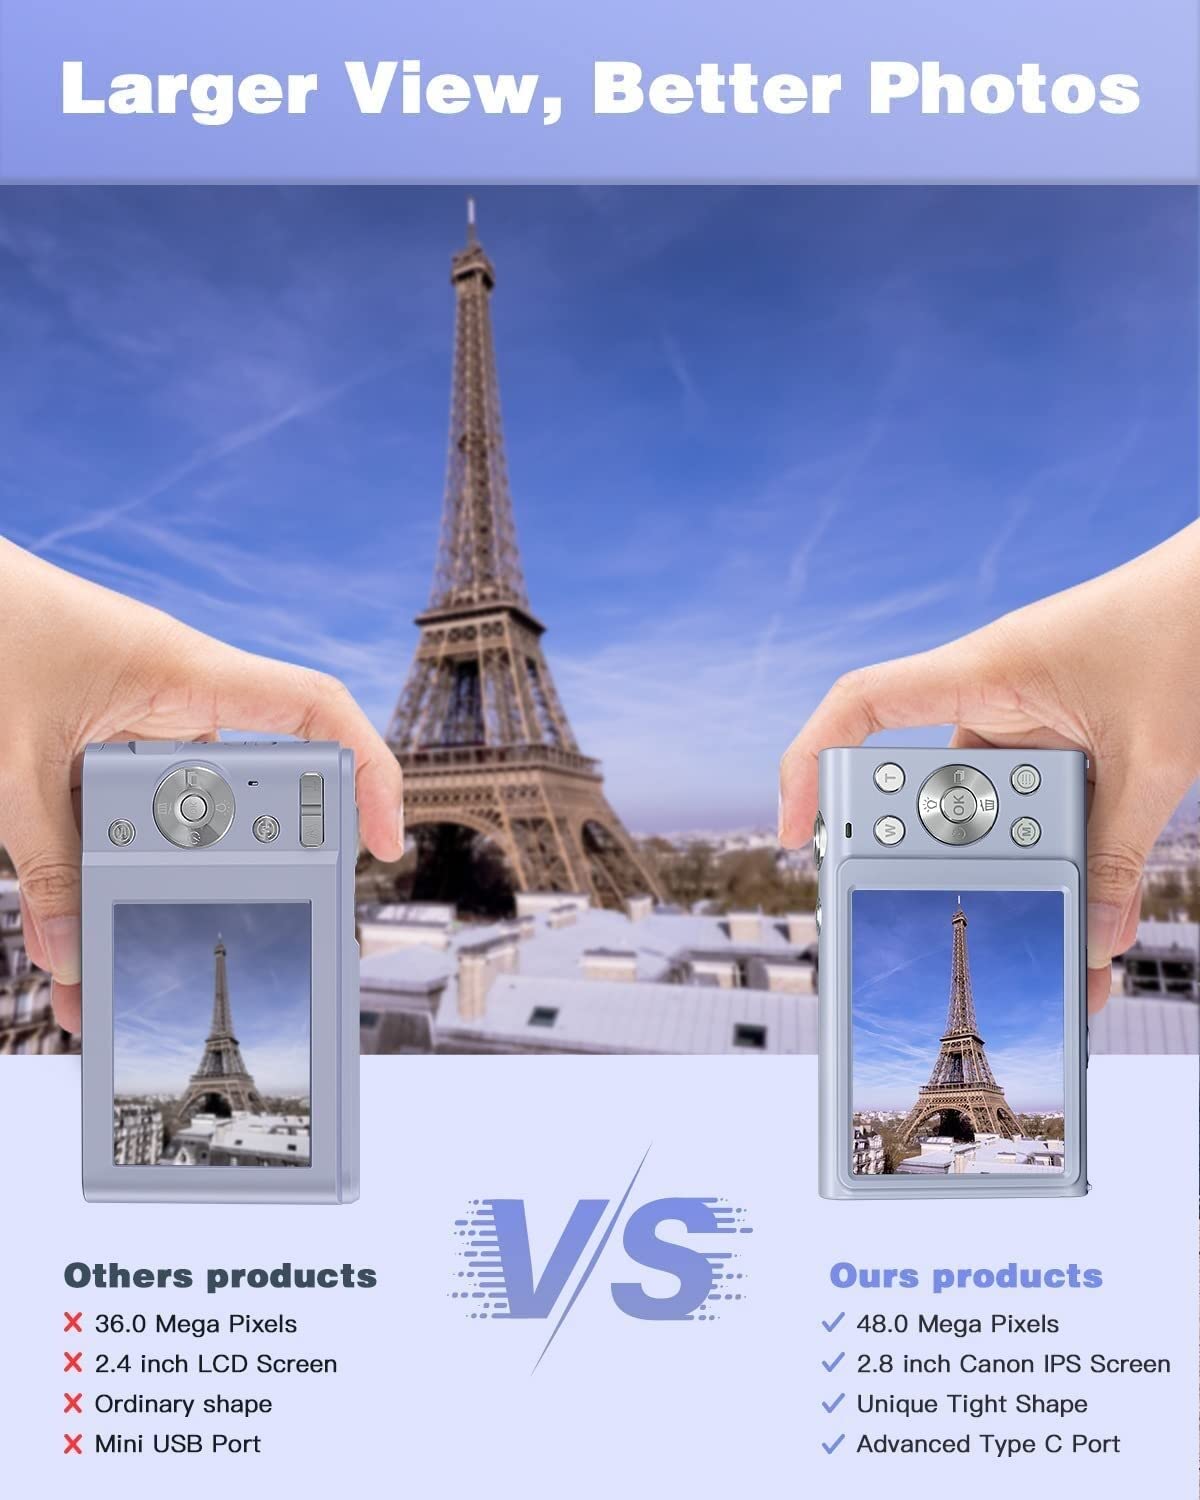 Larger View, Better Photos
T
W
OK
M
VS
Others products
36.0 Mega Pixels
2.4 inch LCD Screen
Ordinary shape
Mini USB Port
Ours products
48.0 Mega Pixels
2.8 inch Canon IPS Screen
Unique Tight Shape
Advanced Type C Port